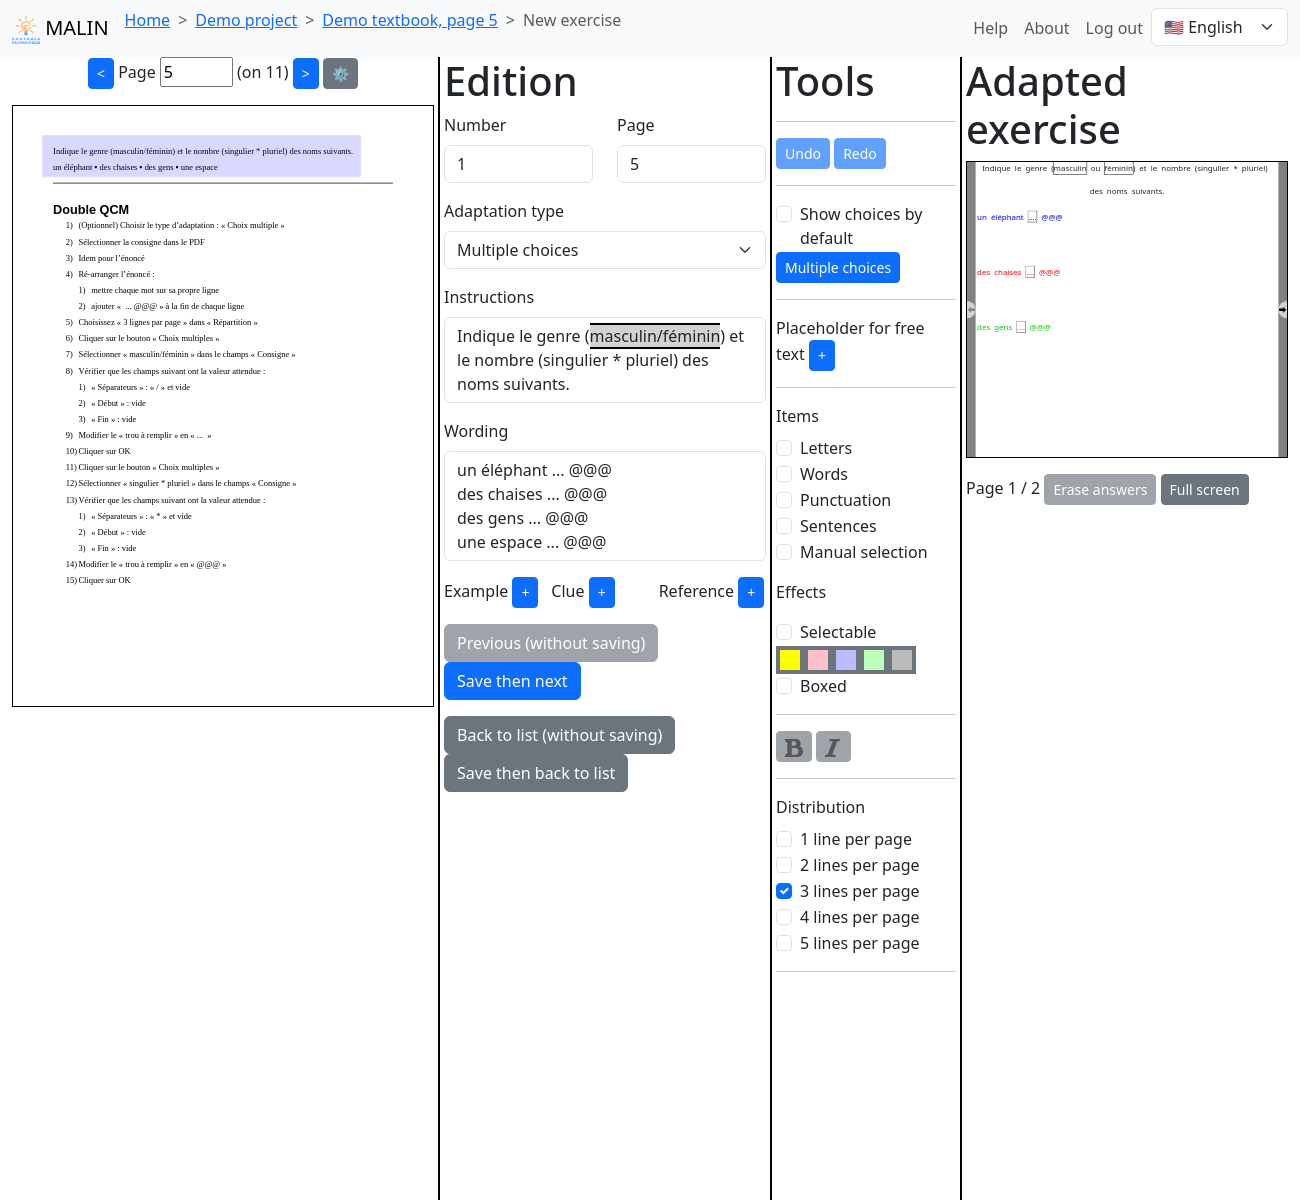 MALIN
Home > Demo project > Demo textbook, page 5 > New exercise
Help About Log out 🇺🇸 English
< Page 5 (on 11) > ⚙️
Indique le genre (masculin/féminin) et le nombre (singulier * pluriel) des noms suivants.
un éléphant • des chaises • des gens • une espace
Double QCM
1) (Optionnel) Choisir le type d'adaptation : « Choix multiple »
2) Sélectionner la consigne dans le PDF
3) Idem pour l'énoncé
4) Ré-arranger l'énoncé :
1) mettre chaque mot sur sa propre ligne
2) ajouter « ... @@@ » à la fin de chaque ligne
5) Choisissez « 3 lignes par page » dans « Répartition »
6) Cliquer sur le bouton « Choix multiples »
7) Sélectionner « masculin/féminin » dans le champs « Consigne »
8) Vérifier que les champs suivant ont la valeur attendue :
1) « Séparateurs » : « / » et vide
2) « Début » : vide
3) « Fin » : vide
9) Modifier le « trou à remplir » en « ... »
10) Cliquer sur OK
11) Cliquer sur le bouton « Choix multiples »
12) Sélectionner « singulier * pluriel » dans le champs « Consigne »
13) Vérifier que les champs suivant ont la valeur attendue :
1) « Séparateurs » : « * » et vide
2) « Début » : vide
3) « Fin » : vide
14) Modifier le « trou à remplir » en « @@@ »
15) Cliquer sur OK
Edition
Number Page
1 5
Adaptation type
Multiple choices
Instructions
Indique le genre (masculin/féminin) et
le nombre (singulier * pluriel) des
noms suivants.
Wording
un éléphant ... @@@
des chaises ... @@@
des gens ... @@@
une espace ... @@@
Example + Clue + Reference +
Previous (without saving)
Save then next
Back to list (without saving)
Save then back to list
Tools
Undo Redo
Show choices by
default
Multiple choices
Placeholder for free
text +
Items
Letters
Words
Punctuation
Sentences
Manual selection
Effects
Selectable
Boxed
B I
Distribution
1 line per page
2 lines per page
3 lines per page
4 lines per page
5 lines per page
Adapted
exercise
Indique le genre (masculin ou féminin) et le nombre (singulier * pluriel)
des noms suivants.
un éléphant .... @@@
des chaises .... @@@
des gens .... @@@
Page 1 / 2 Erase answers Full screen